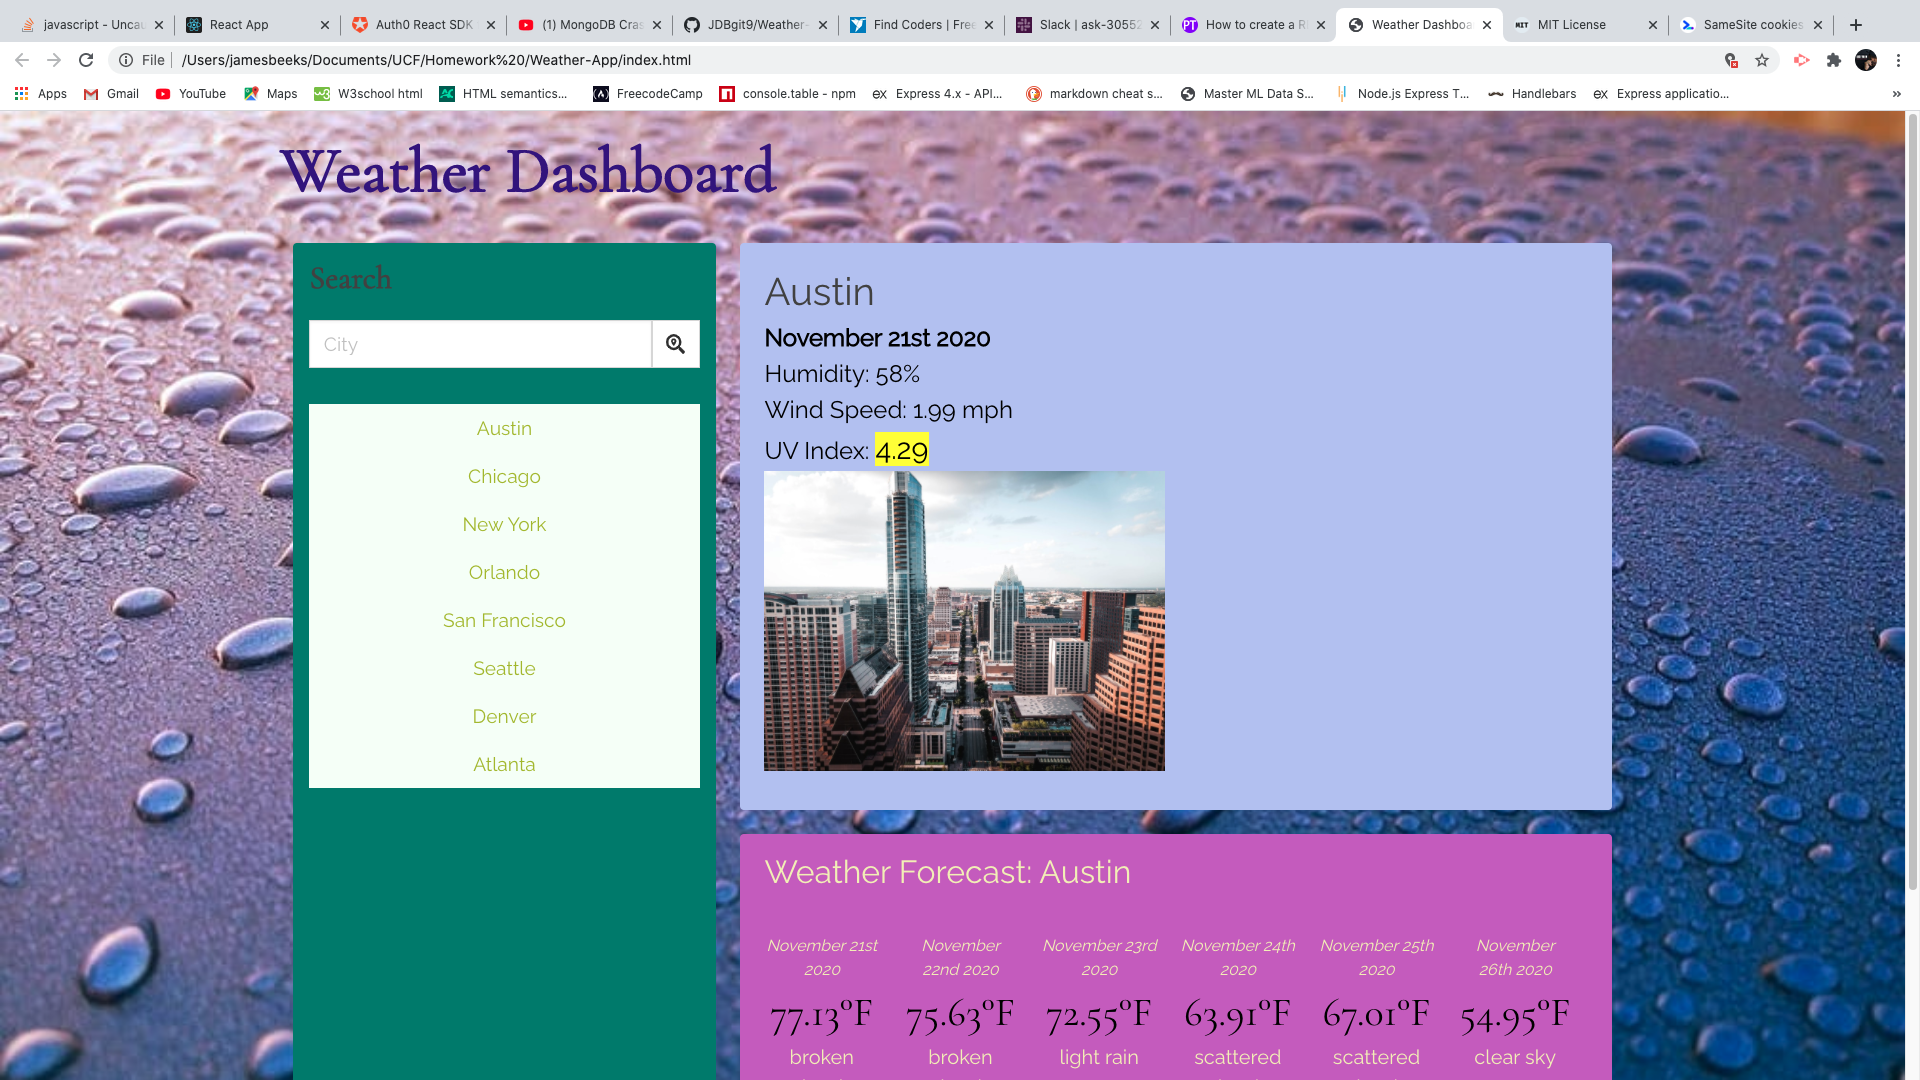 javascript - Uncau
React App
Auth0 React SDK
(1) MongoDB Cras
JDBgit9/Weather-
Find Coders | Free
Slack | ask-30552
How to create a R
Weather Dashboa
MIT License
SameSite cookies
File
/Users/jamesbeeks/Documents/UCF/Homework%20/Weather-App/index.html
Apps
Gmail
YouTube
Maps
W3school html
HTML semantics...
FreecodeCamp
console.table - npm
Express 4.x - API...
markdown cheat s...
Master ML Data S...
Node.js Express T...
Handlebars
Express applicatio...
Weather Dashboard
Search
City
Austin
Chicago
New York
Orlando
San Francisco
Seattle
Denver
Atlanta
Austin
November 21st 2020
Humidity: 58%
Wind Speed: 1.99 mph
UV Index: 4.29
Weather Forecast: Austin
November 21st
2020
77.13°F
broken
November
22nd 2020
75.63°F
broken
November 23rd
2020
72.55°F
light rain
November 24th
2020
63.91°F
scattered
November 25th
2020
67.01°F
scattered
November
26th 2020
54.95°F
clear sky